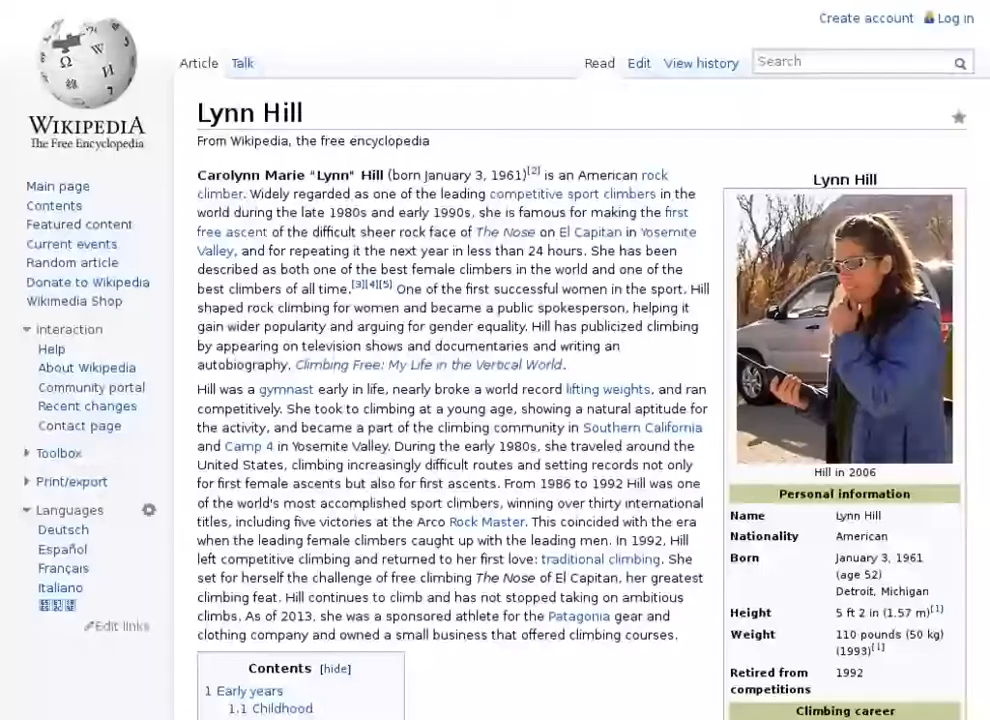 Create account Log in
Article Talk Read Edit View history Search
WIKIPEDIA
The Free Encyclopedia
Main page
Contents
Featured content
Current events
Random article
Donate to Wikipedia
Wikimedia Shop
Interaction
Help
About Wikipedia
Community portal
Recent changes
Contact page
Toolbox
Print/export
Languages
Deutsch
Español
Français
Italiano
Edit links
Lynn Hill
From Wikipedia, the free encyclopedia
Carolynn Marie "Lynn" Hill (born January 3, 1961)[2] is an American rock
climber. Widely regarded as one of the leading competitive sport climbers in the
world during the late 1980s and early 1990s, she is famous for making the first
free ascent of the difficult sheer rock face of The Nose on El Capitan in Yosemite
Valley, and for repeating it the next year in less than 24 hours. She has been
described as both one of the best female climbers in the world and one of the
best climbers of all time.[3][4][5] One of the first successful women in the sport, Hill
shaped rock climbing for women and became a public spokesperson, helping it
gain wider popularity and arguing for gender equality. Hill has publicized climbing
by appearing on television shows and documentaries and writing an
autobiography, Climbing Free: My Life in the Vertical World.
Hill was a gymnast early in life, nearly broke a world record lifting weights, and ran
competitively. She took to climbing at a young age, showing a natural aptitude for
the activity, and became a part of the climbing community in Southern California
and Camp 4 in Yosemite Valley. During the early 1980s, she traveled around the
United States, climbing increasingly difficult routes and setting records not only
for first female ascents but also for first ascents. From 1986 to 1992 Hill was one
of the world's most accomplished sport climbers, winning over thirty international
titles, including five victories at the Arco Rock Master. This coincided with the era
when the leading female climbers caught up with the leading men. In 1992, Hill
left competitive climbing and returned to her first love: traditional climbing. She
set for herself the challenge of free climbing The Nose of El Capitan, her greatest
climbing feat. Hill continues to climb and has not stopped taking on ambitious
climbs. As of 2013, she was a sponsored athlete for the Patagonia gear and
clothing company and owned a small business that offered climbing courses.
Contents [hide]
1 Early years
1.1 Childhood
Lynn Hill
Hill in 2006
Personal information
Name Lynn Hill
Nationality American
Born January 3, 1961
(age 52)
Detroit, Michigan
Height 5 ft 2 in (1.57 m)[1]
Weight 110 pounds (50 kg)
(1993)[1]
Retired from 1992
competitions
Climbing career